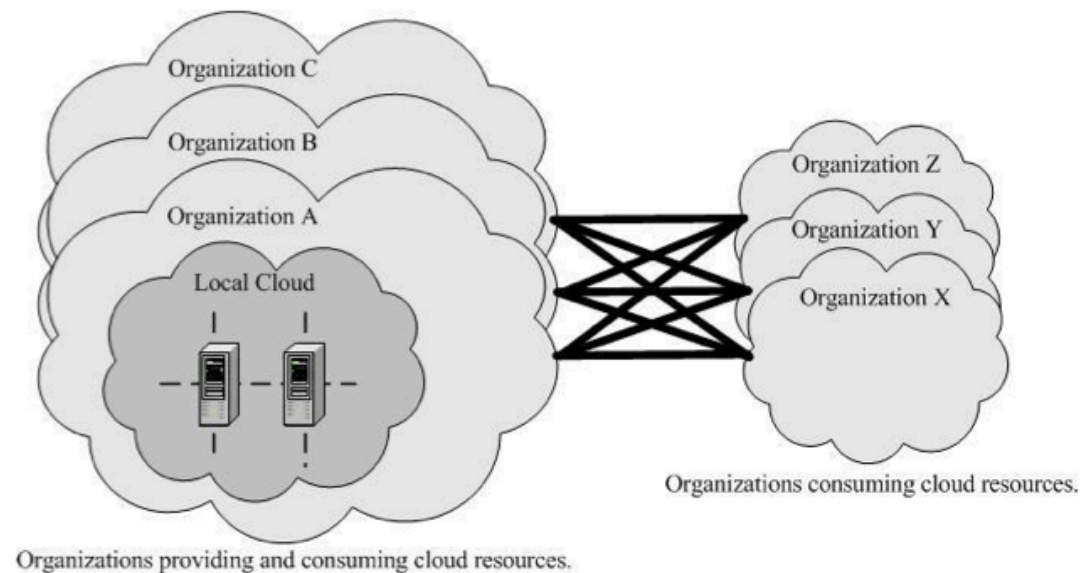 Organization C
Organization B
Organization A
Local Cloud
Organization Z
Organization Y
Organization X
Organizations consuming cloud resources.
Organizations providing and consuming cloud resources.